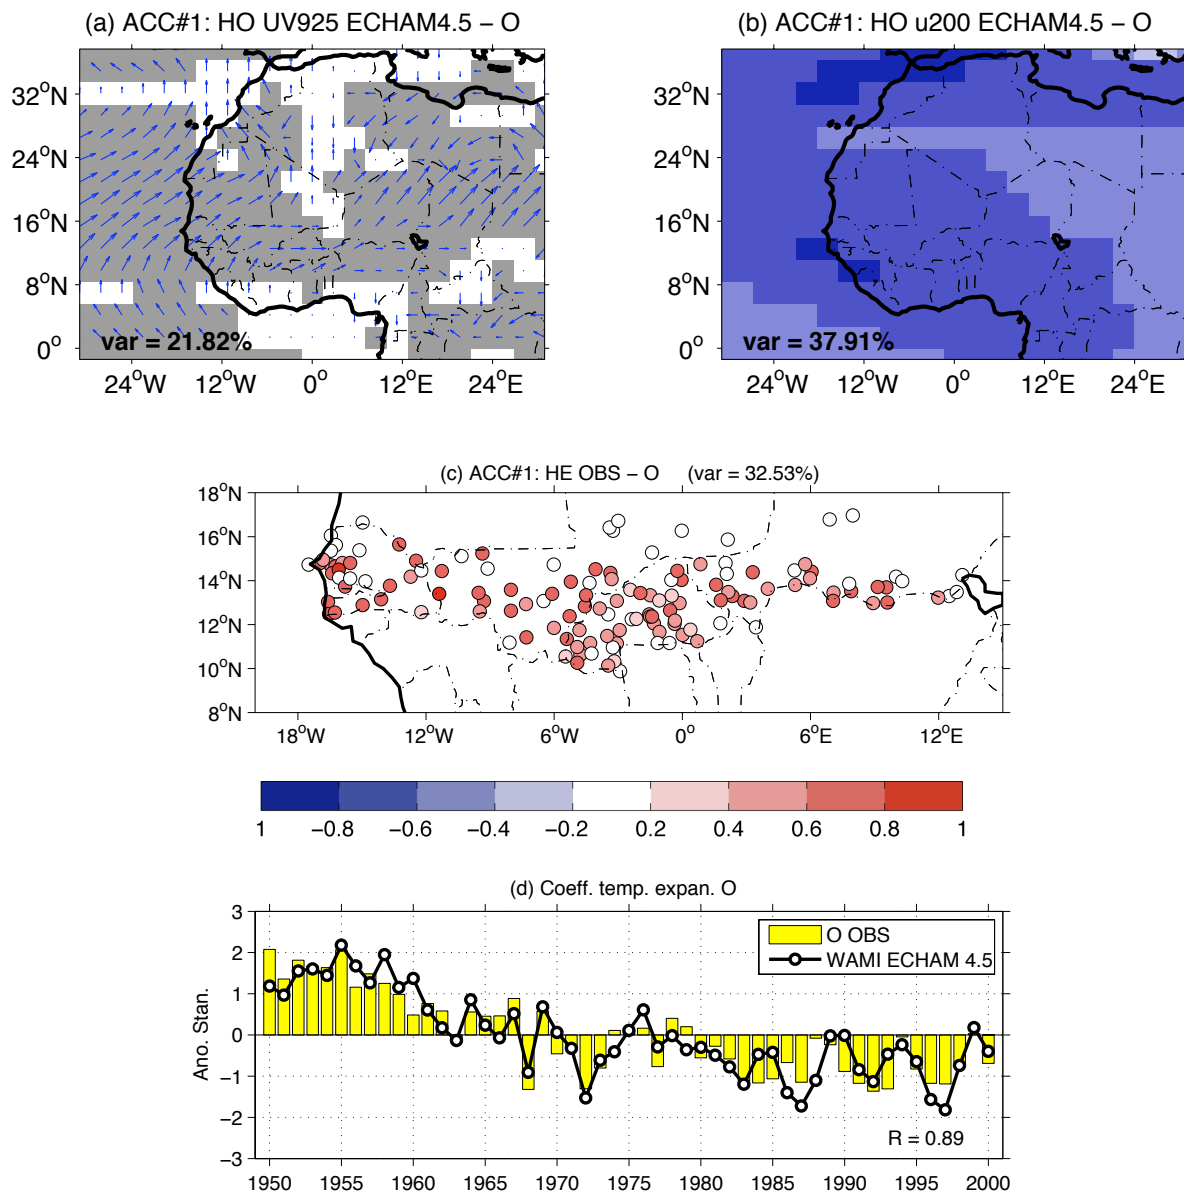 (a) ACC#1: HO UV925 ECHAM4.5 – O
(b) ACC#1: HO u200 ECHAM4.5 – O
32°N
24°N
16°N
8°N
0°
var = 21.82%
24°W 12°W 0° 12°E 24°E
32°N
24°N
16°N
8°N
0°
var = 37.91%
24°W 12°W 0° 12°E 24°E
(c) ACC#1: HE OBS – O (var = 32.53%)
18°N
16°N
14°N
12°N
10°N
8°N
18°W 12°W 6°W 0° 6°E 12°E
1 −0.8 −0.6 −0.4 −0.2 0.2 0.4 0.6 0.8 1
(d) Coeff. temp. expan. O
Ano. Stan.
3
2
1
0
−1
−2
−3
O OBS
WAMI ECHAM 4.5
R = 0.89
1950 1955 1960 1965 1970 1975 1980 1985 1990 1995 2000